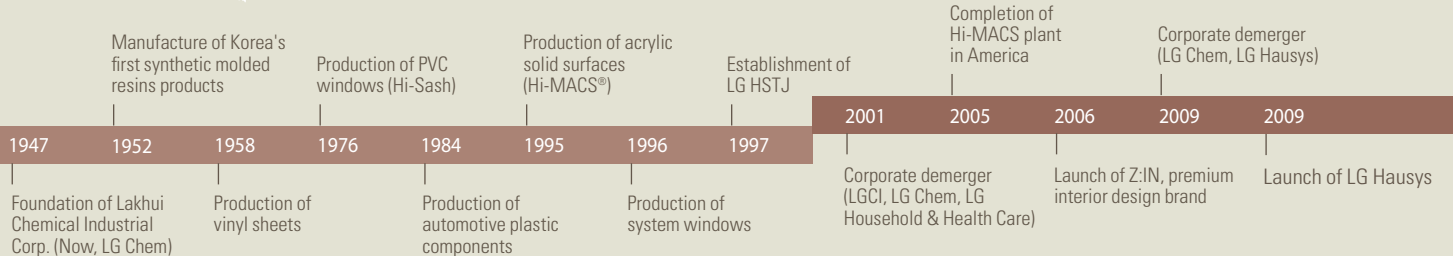 Manufacture of Korea's
first synthetic molded
resins products
Production of PVC
windows (Hi-Sash)
Production of acrylic
solid surfaces
(Hi-MACS®)
Establishment of
LG HSTJ
Completion of
Hi-MACS plant
in America
Corporate demerger
(LG Chem, LG Hausys)
1947 1952 1958 1976 1984 1995 1996 1997 2001 2005 2006 2009 2009
Foundation of Lakhui
Chemical Industrial
Corp. (Now, LG Chem)
Production of
vinyl sheets
Production of
automotive plastic
components
Production of
system windows
Corporate demerger
(LGCI, LG Chem, LG
Household & Health Care)
Launch of Z:IN, premium
interior design brand
Launch of LG Hausys